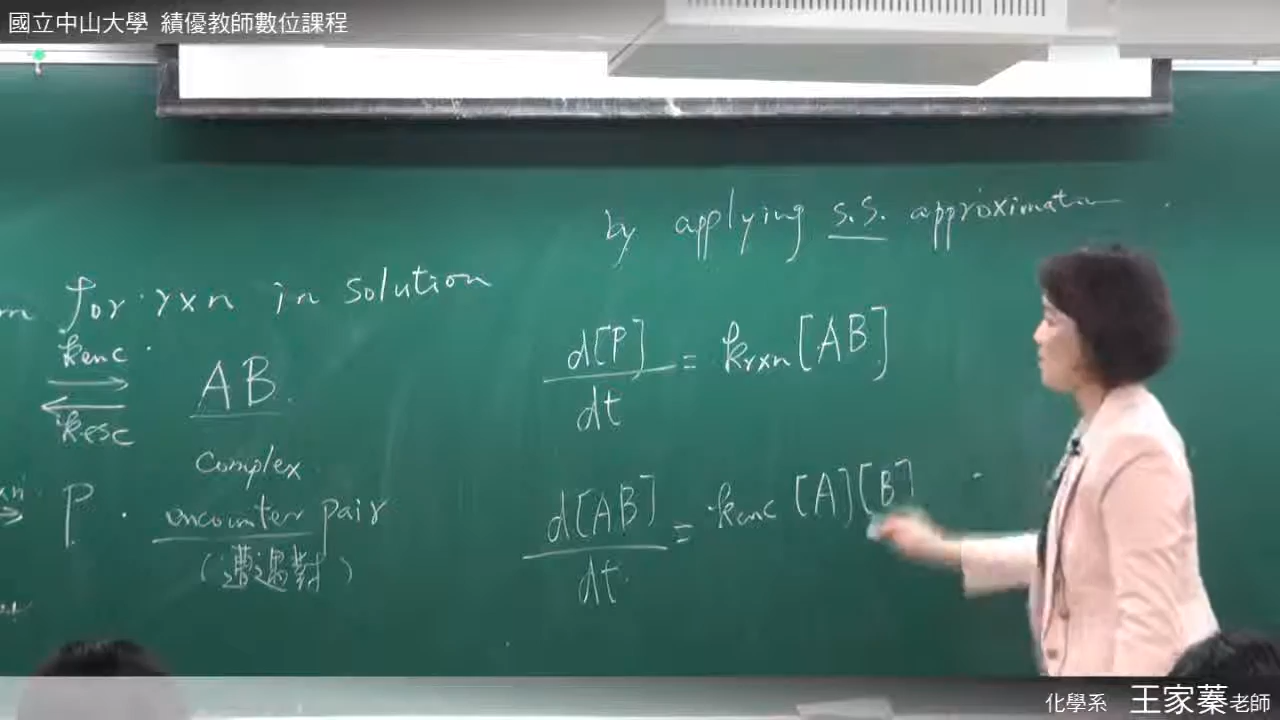 國立中山大學 績優教師數位課程
by applying s.s. approximation.
for rxn in solution
kenc
AB
kesc
complex
P. encounter pair
(遭遇對)
d[P]/dt = krxn[AB]
d[AB]/dt = kenc [A][B]
化學系 王家蓁老師